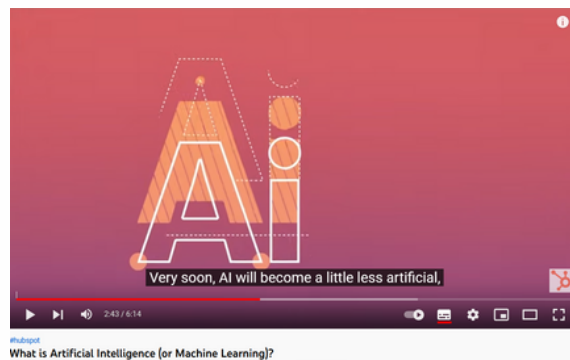 Ai
Very soon, AI will become a little less artificial,
2:43 / 6:14
#hubspot
What is Artificial Intelligence (or Machine Learning)?